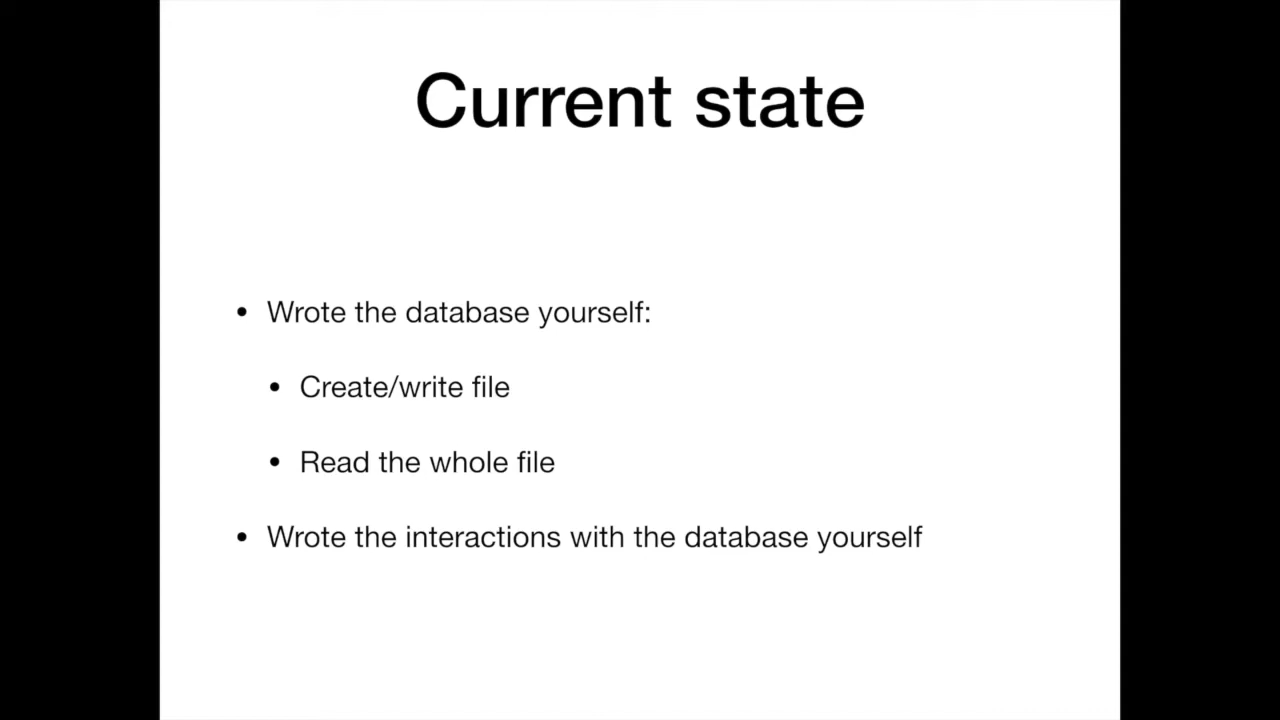 Current state
• Wrote the database yourself:
• Create/write file
• Read the whole file
• Wrote the interactions with the database yourself